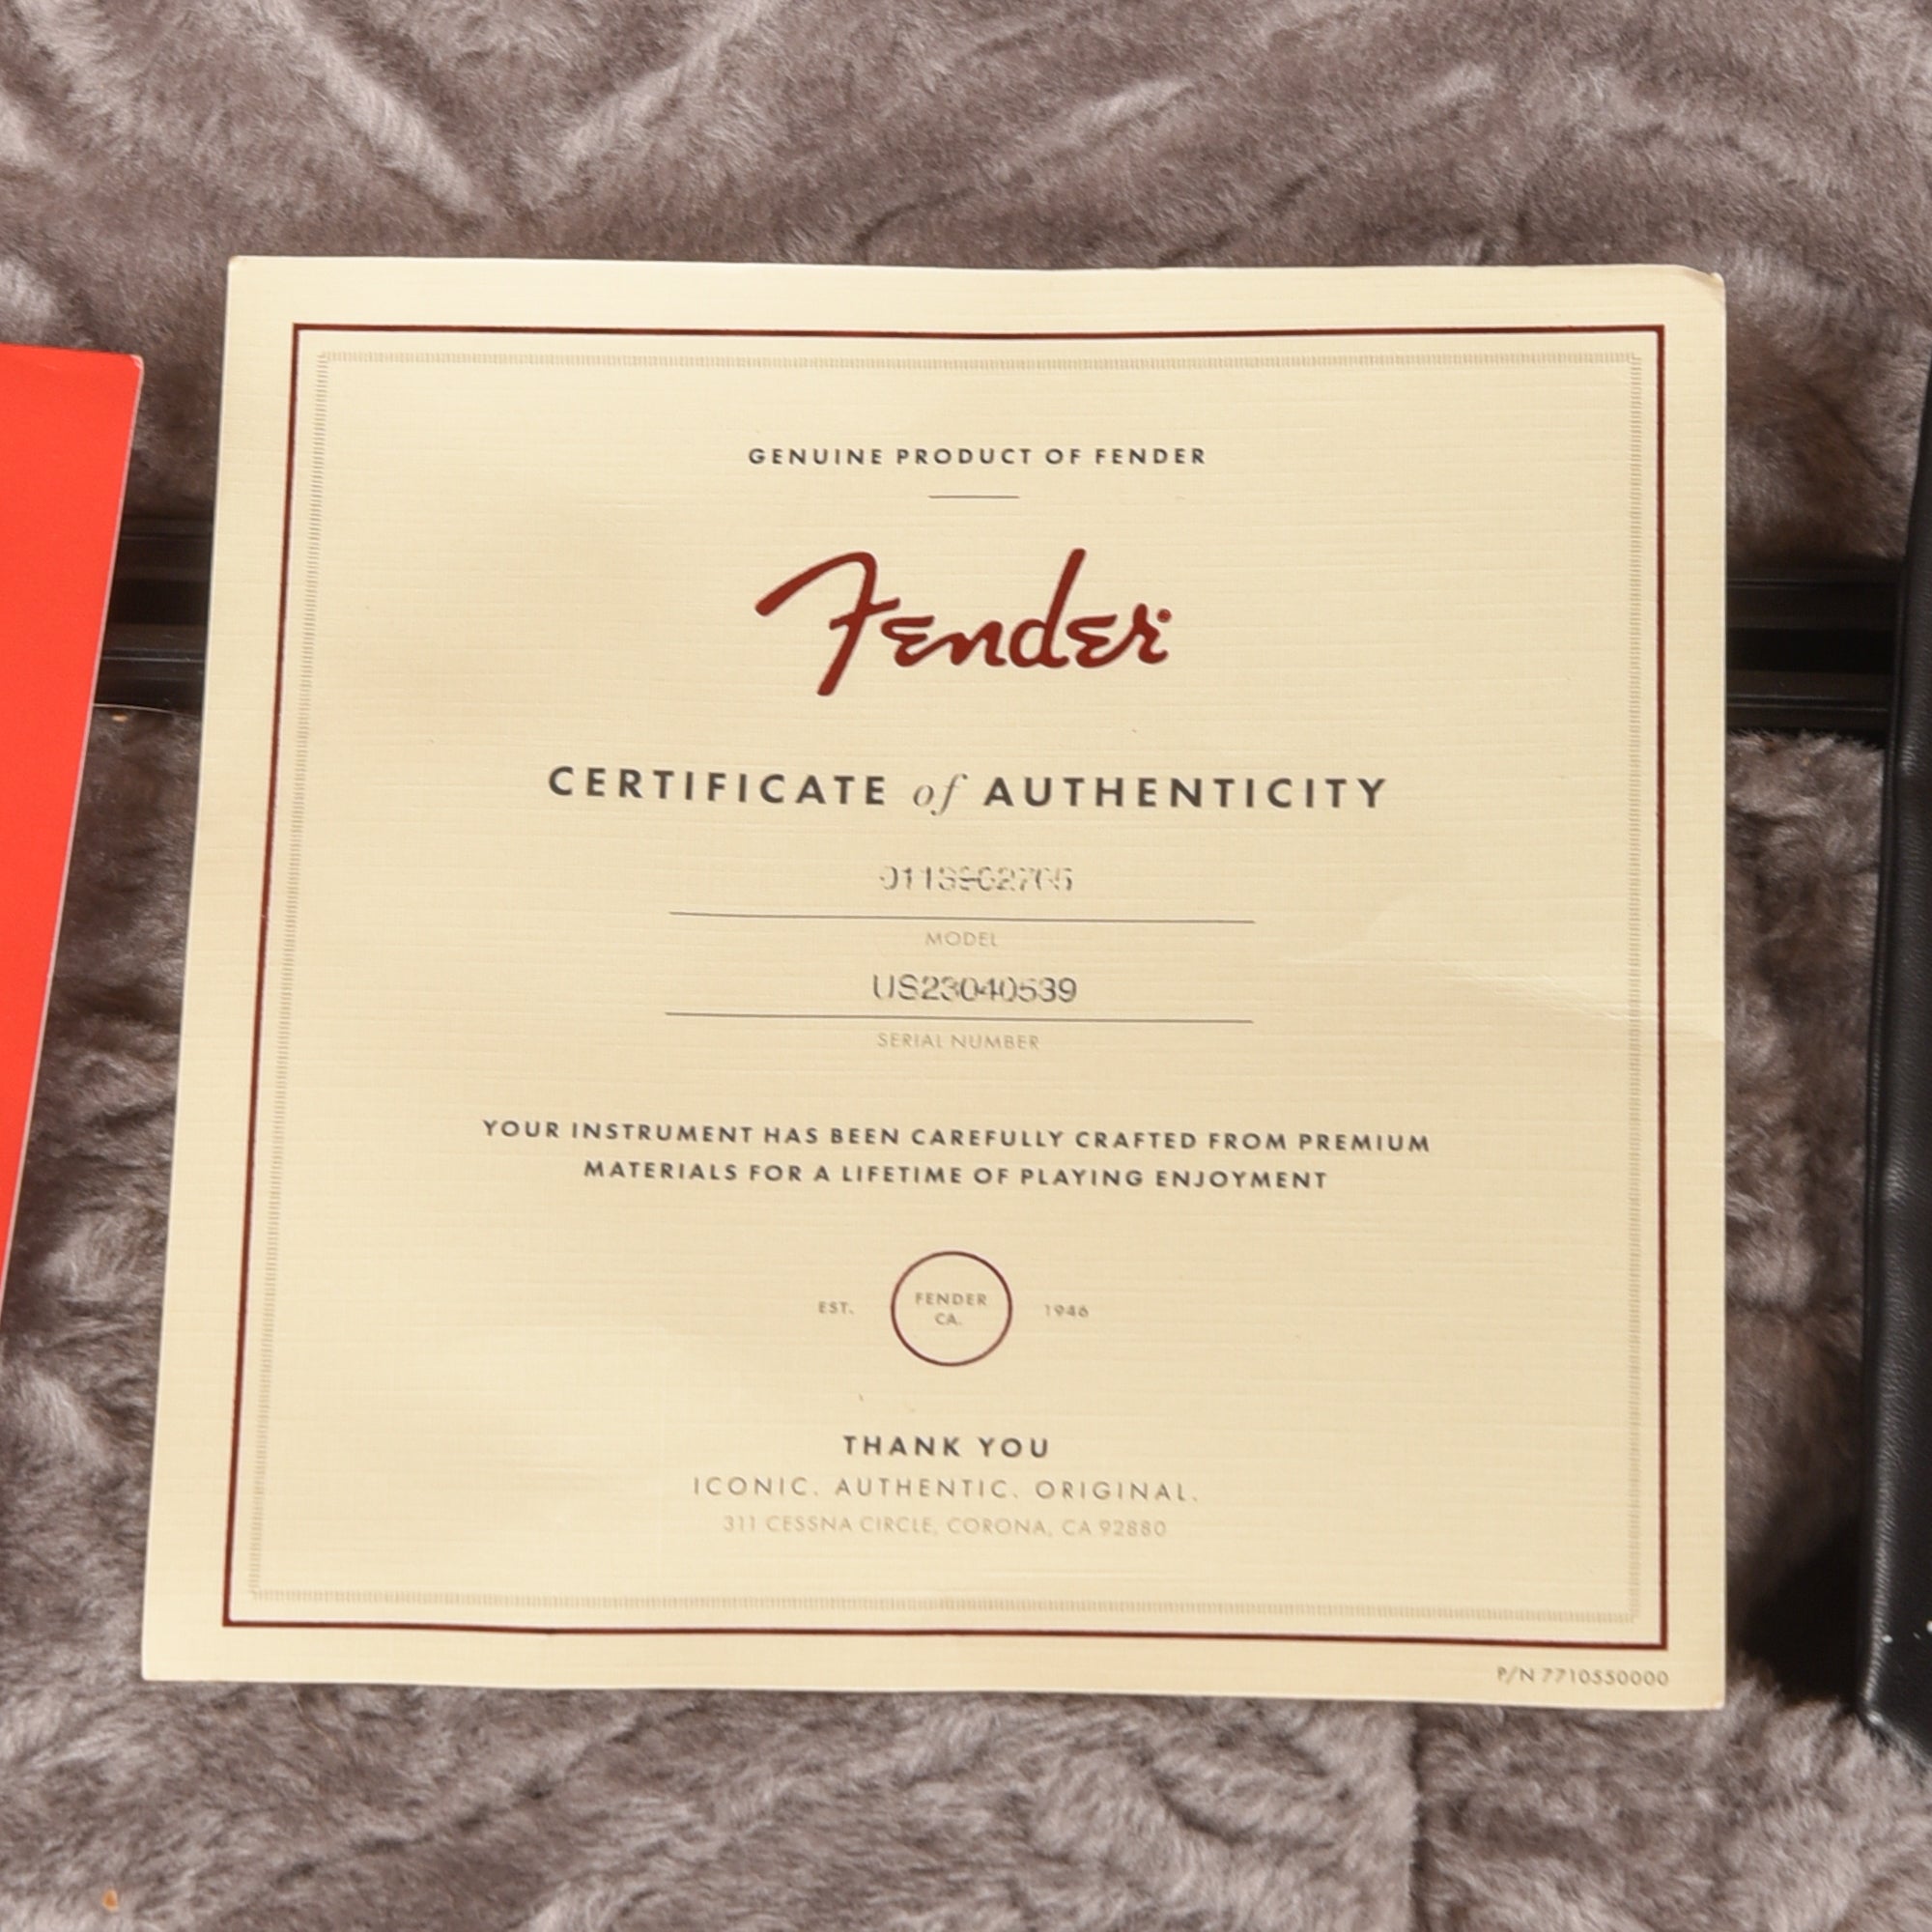 GENUINE PRODUCT OF FENDER
Fender
CERTIFICATE of AUTHENTICITY
MODEL
US23040539
SERIAL NUMBER
YOUR INSTRUMENT HAS BEEN CAREFULLY CRAFTED FROM PREMIUM
MATERIALS FOR A LIFETIME OF PLAYING ENJOYMENT
EST. FENDER CA. 1946
THANK YOU
ICONIC. AUTHENTIC. ORIGINAL.
311 CESSNA CIRCLE, CORONA, CA 92880
P/N 7710550000